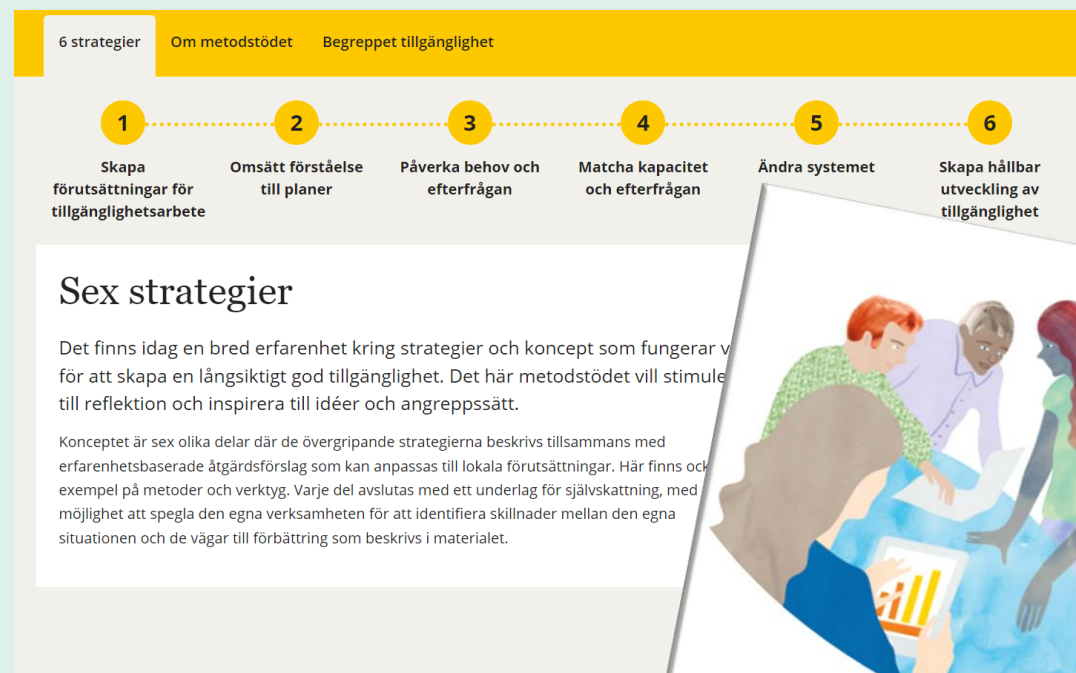 6 strategier
Om metodstödet
Begreppet tillgänglighet
1
2
3
4
5
6
Skapa
förutsättningar för
tillgänglighetsarbete
Omsätt förståelse
till planer
Påverka behov och
efterfrågan
Matcha kapacitet
och efterfrågan
Ändra systemet
Skapa hållbar
utveckling av
tillgänglighet
Sex strategier
Det finns idag en bred erfarenhet kring strategier och koncept som fungerar
för att skapa en långsiktigt god tillgänglighet. Det här metodstödet vill
till reflektion och inspirera till idéer och angreppssätt.
Konceptet är sex olika delar där de övergripande strategierna beskrivs tillsammans med
erfarenhetsbaserade åtgärdsförslag som kan anpassas till lokala förutsättningar. Här finns
exempel på metoder och verktyg. Varje del avslutas med ett underlag för självskattning, med
möjlighet att spegla den egna verksamheten för att identifiera skillnader mellan den egna
situationen och de vägar till förbättring som beskrivs i materialet.